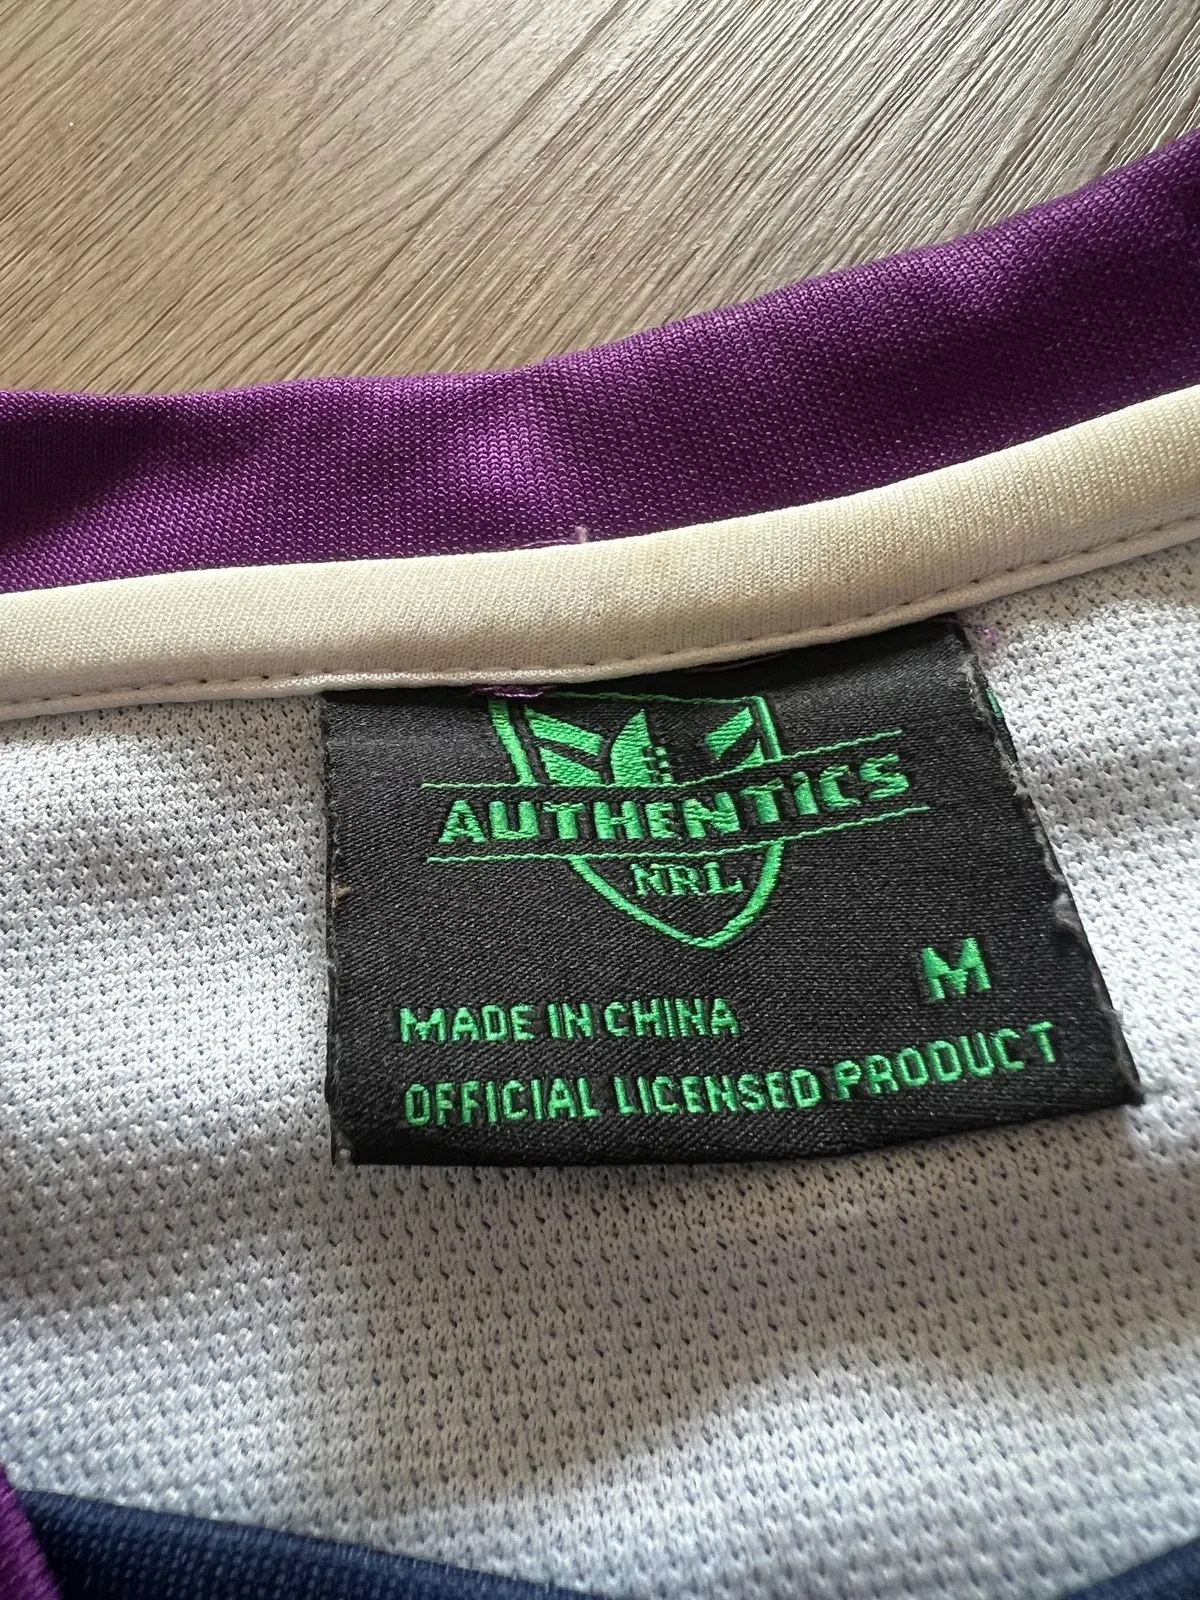 AUTHENTICS
NRL
M
MADE IN CHINA
OFFICIAL LICENSED PRODUCT